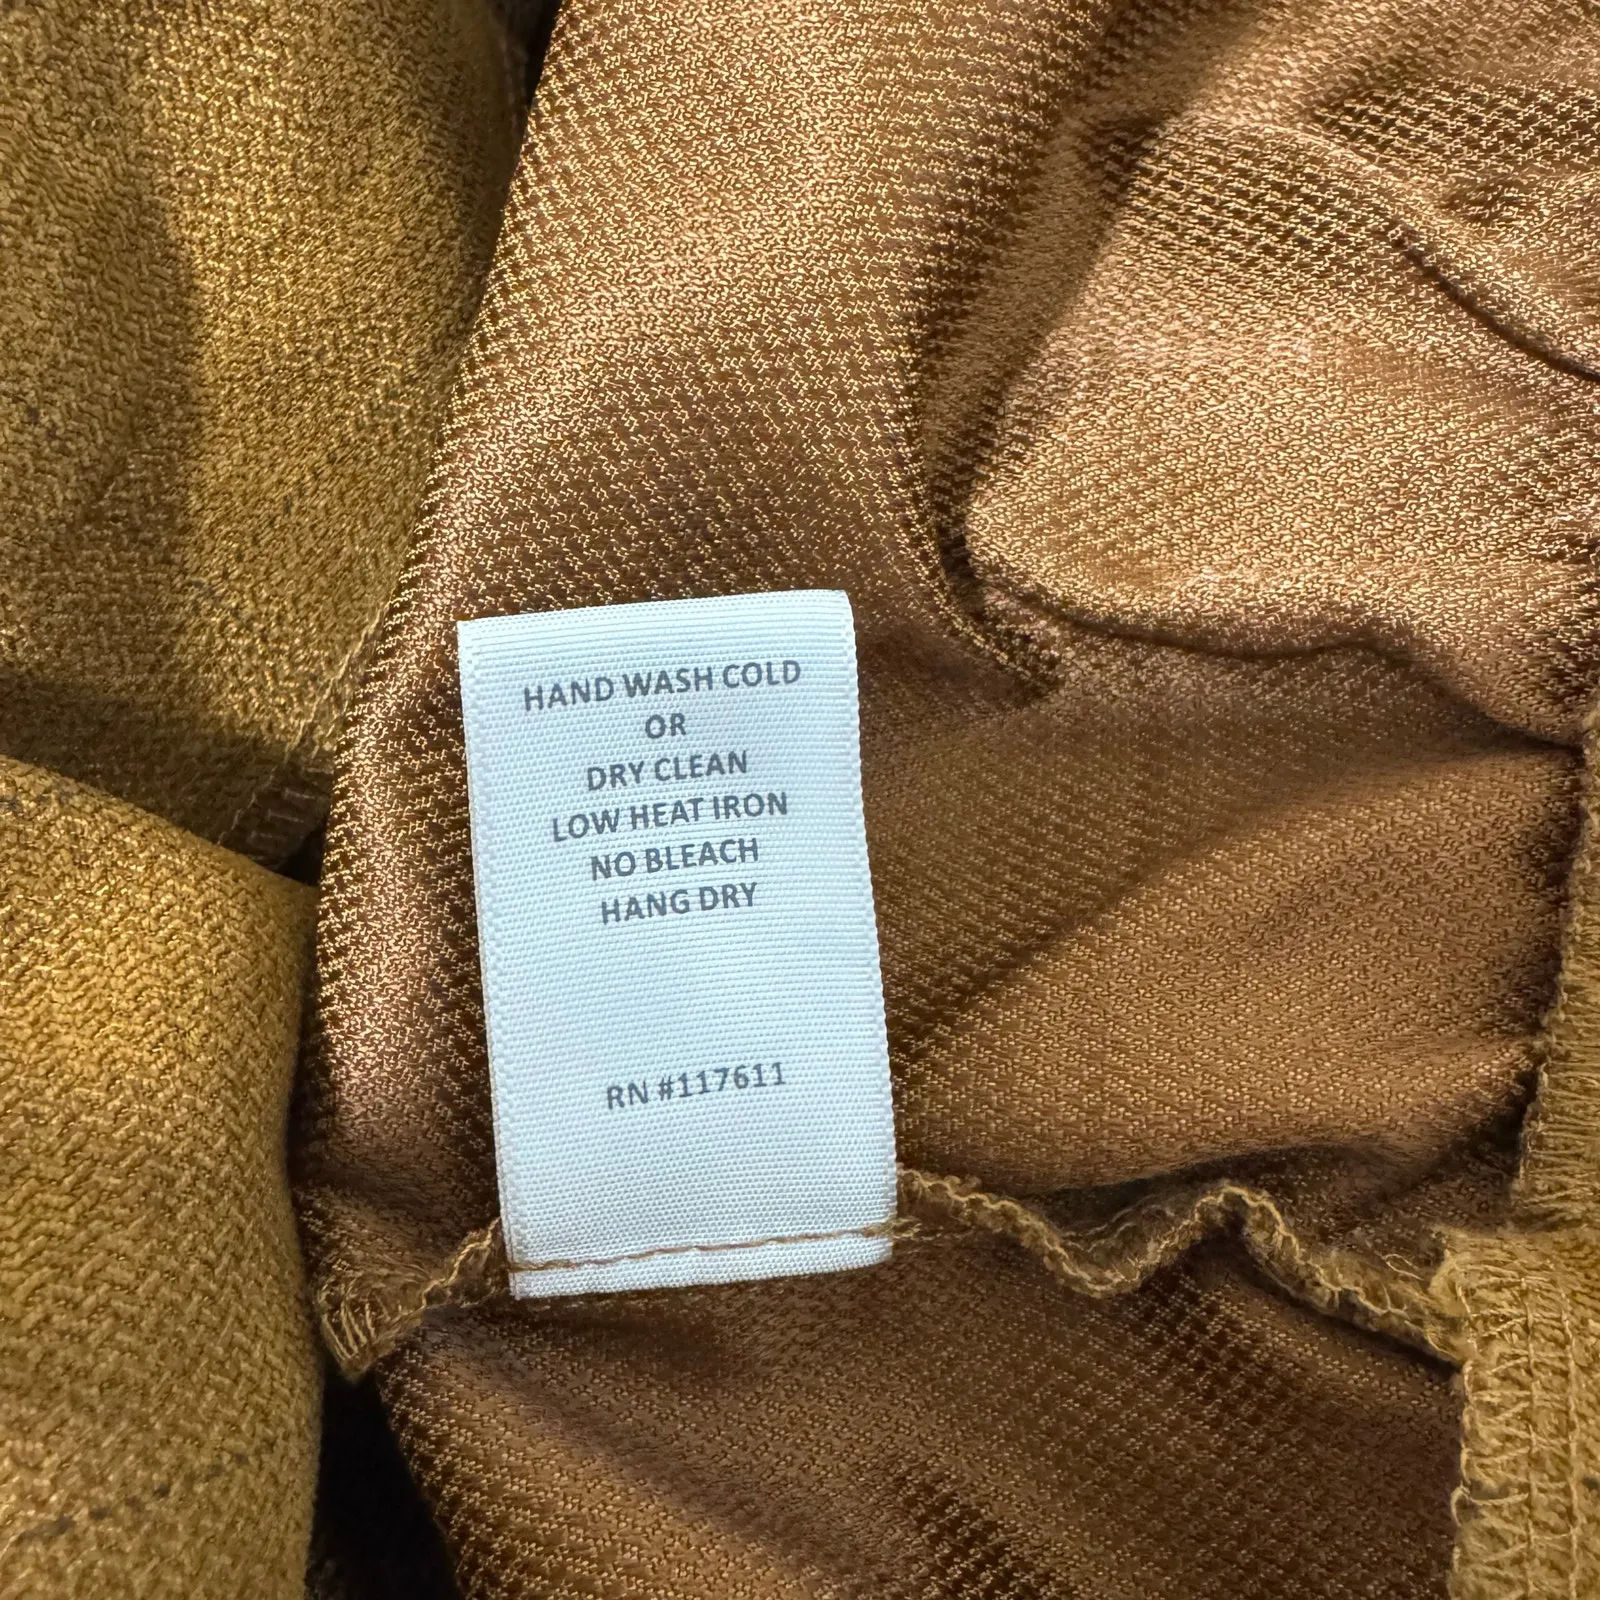 HAND WASH COLD
OR
DRY CLEAN
LOW HEAT IRON
NO BLEACH
HANG DRY
RN #117611